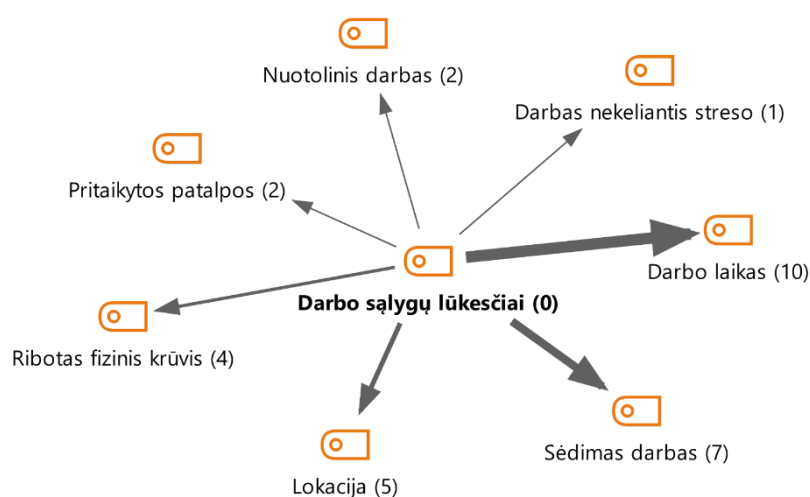 Nuotolinis darbas (2)
Darbas nekeliantis streso (1)
Pritaikytos patalpos (2)
Darbo laikas (10)
Darbo sąlygų lūkesčiai (0)
Ribotas fizinis krūvis (4)
Sėdimas darbas (7)
Lokacija (5)